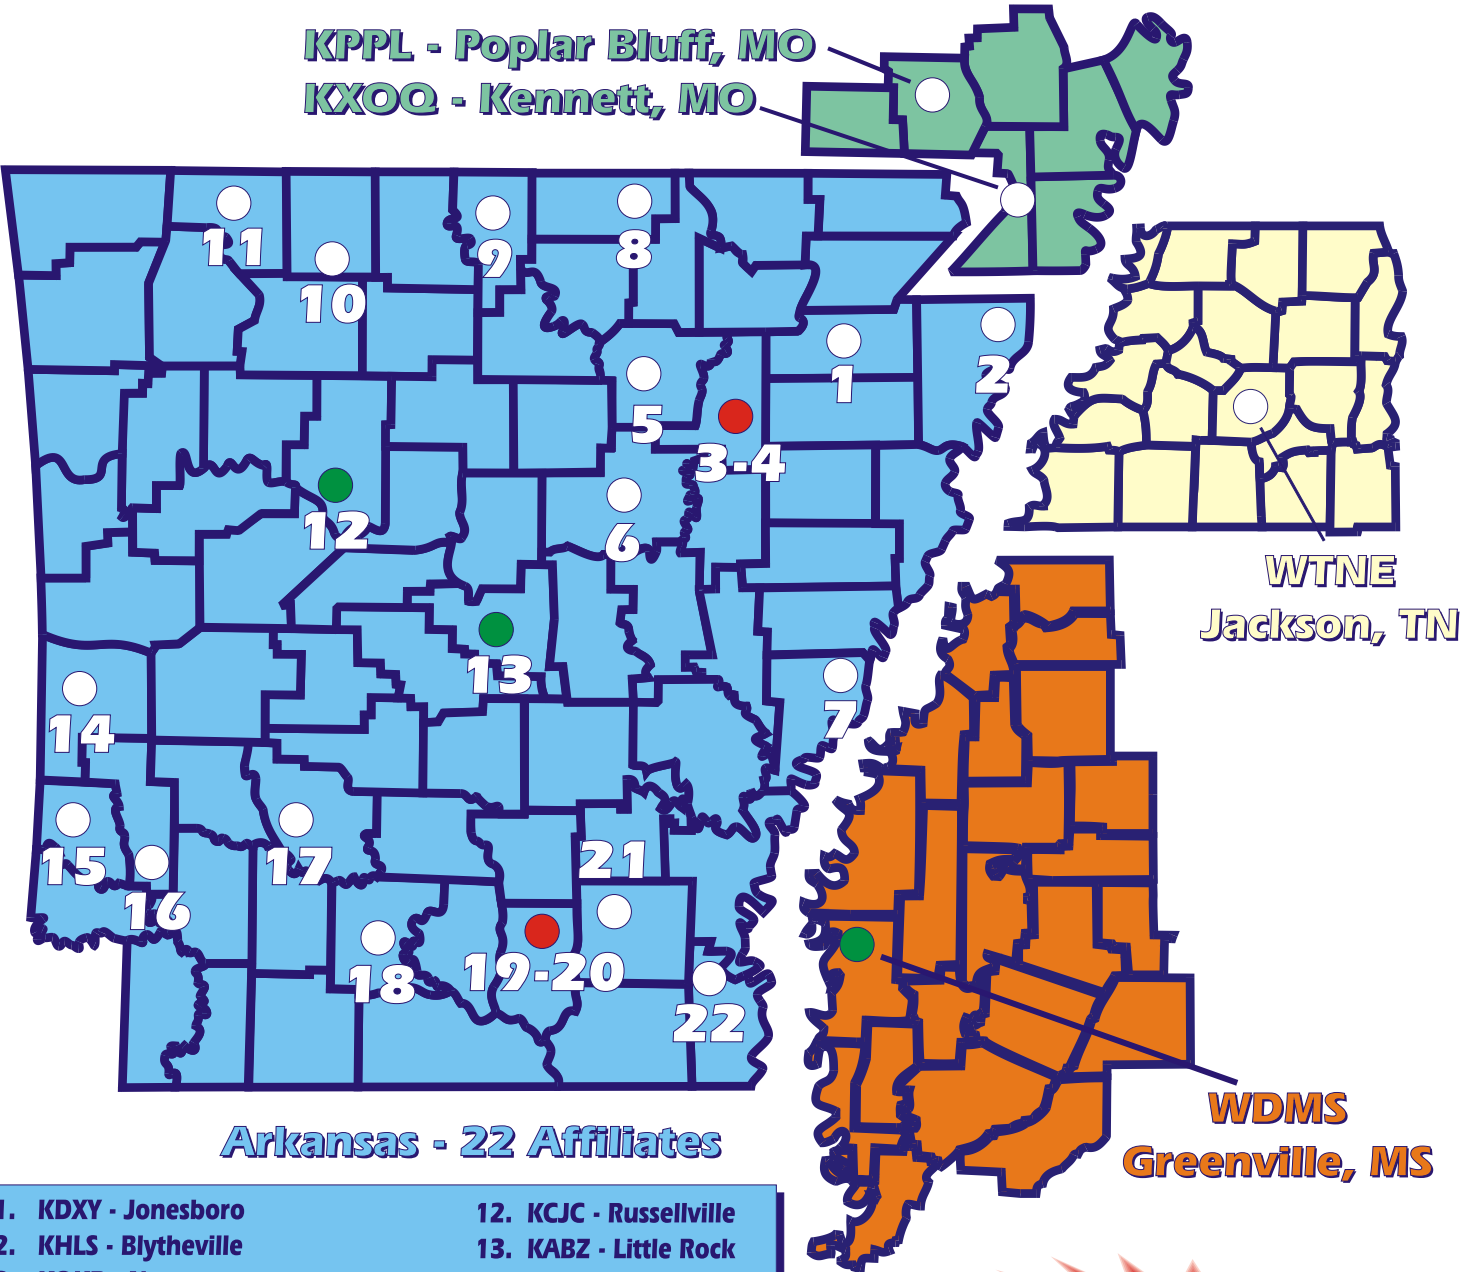 KPPL - Poplar Bluff, MO
KXOQ - Kennett, MO
11
10
9
8
1
2
5
3-4
12
6
13
7
14
15
16
17
18
19-20
21
22
WTNE
Jackson, TN
WDMS
Greenville, MS
Arkansas - 22 Affiliates
1. KDXY - Jonesboro
2. KHLS - Blytheville
12. KCJC - Russellville
13. KABZ - Little Rock